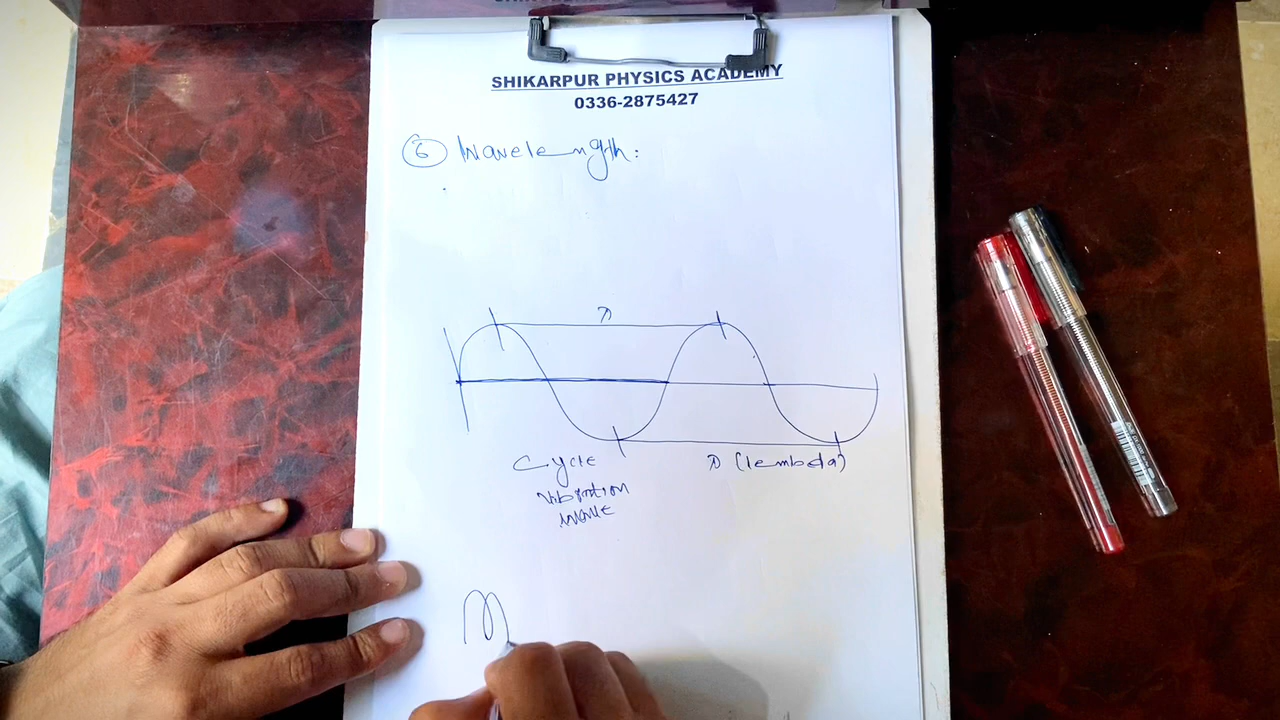 SHIKARPUR PHYSICS ACADEMY
0336-2875427
6 Wavelength:
λ
Cycle
λ (lembda)
vibration
wave
M